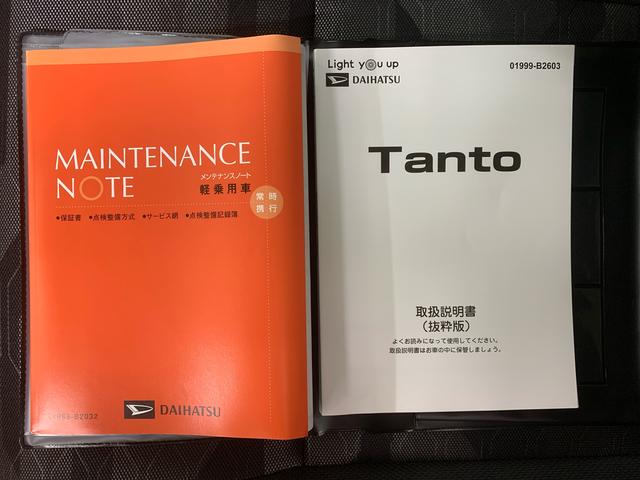 MAINTENANCE
NOTE
メンテナンスノート
軽乗用車
常時
携行
●保証書 ●点検整備方式 ●サービス網 ●点検整備記録簿
DAIHATSU
Light you up
DAIHATSU
01999-B2603
Tanto
取扱説明書
(抜粋版)
よくお読みになって使用してください。
取扱説明書はお車の中に保管しましょう。